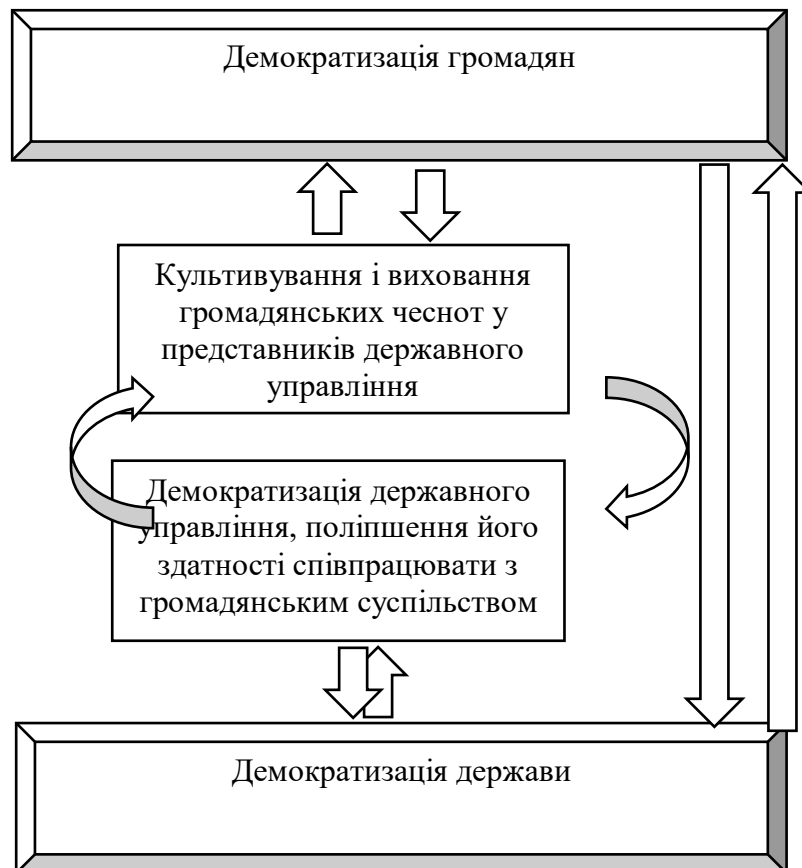 Демократизація громадян
Культивування і виховання
громадянських чеснот у
представників державного
управління
Демократизація державного
управління, поліпшення його
здатності співпрацювати з
громадянським суспільством
Демократизація держави